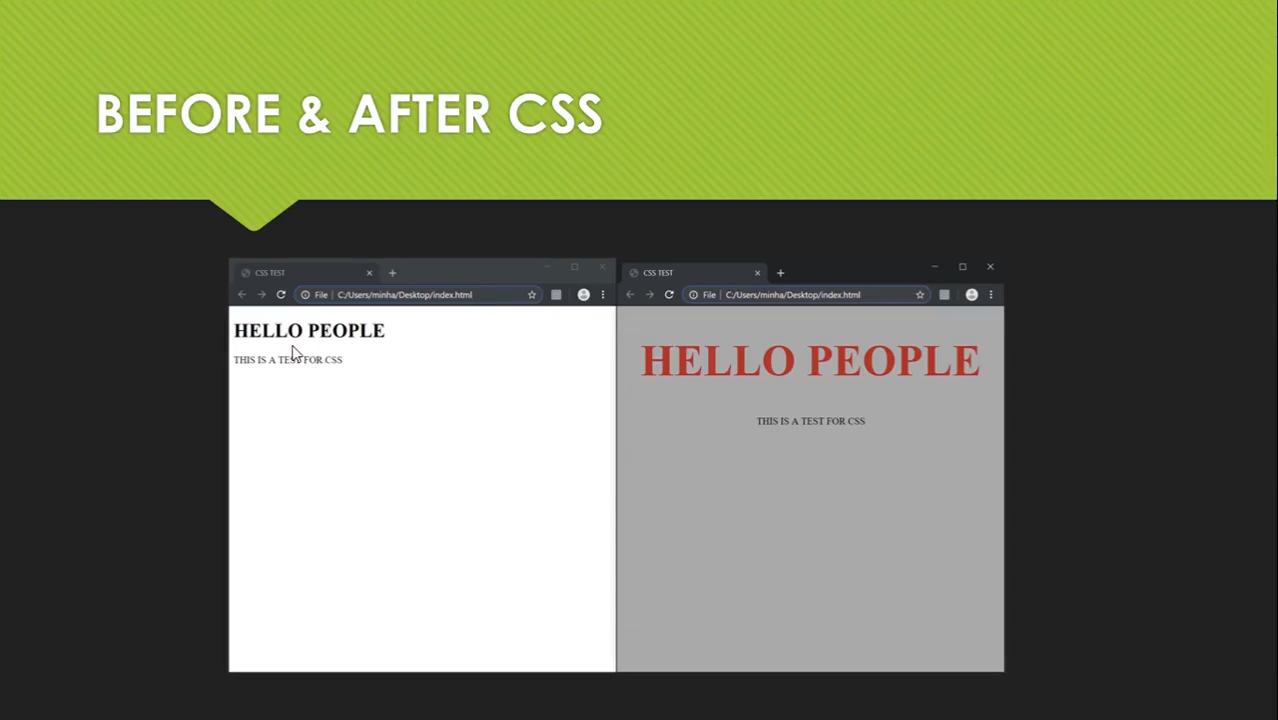 BEFORE & AFTER CSS
CSS TEST
File | C:/Users/minha/Desktop/index.html
HELLO PEOPLE
THIS IS A TEST FOR CSS
CSS TEST
File | C:/Users/minha/Desktop/index.html
HELLO PEOPLE
THIS IS A TEST FOR CSS